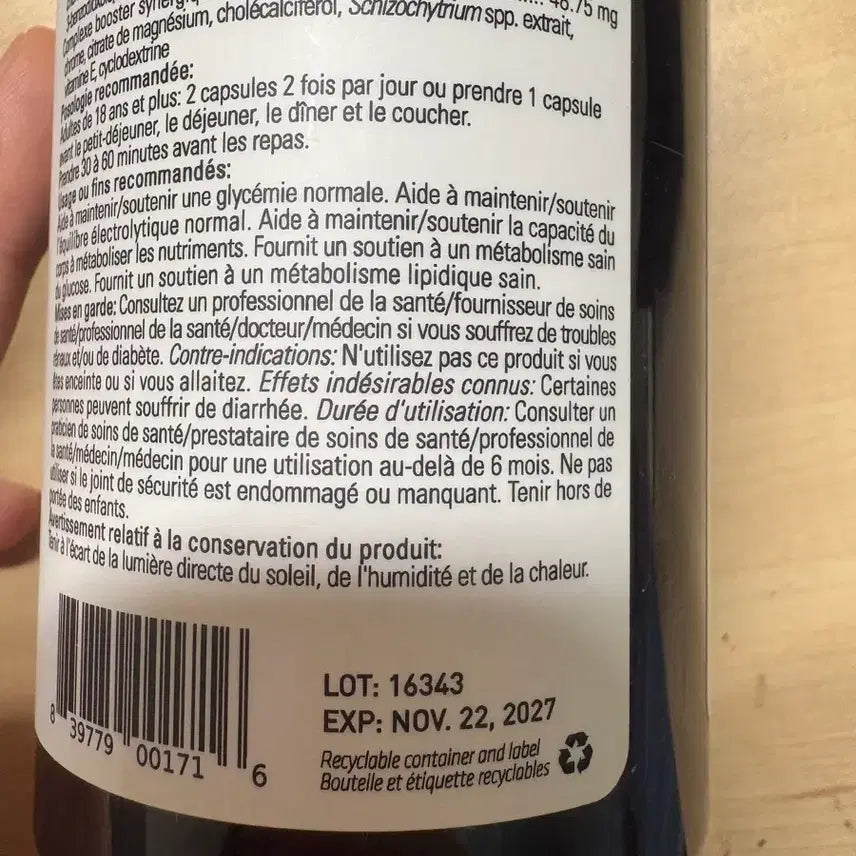 48.75 mg
Complexe booster
chrome, citrate de magnésium, cholécalciférol, Schizochytrium spp. extrait,
vitamine E, cyclodextrine
Posologie recommandée:
Adultes de 18 ans et plus: 2 capsules 2 fois par jour ou prendre 1 capsule
avant le petit-déjeuner, le déjeuner, le dîner et le coucher.
Prendre 30 à 60 minutes avant les repas.
Usage ou fins recommandés:
Aide à maintenir/soutenir une glycémie normale. Aide à maintenir/soutenir
l'équilibre électrolytique normal. Aide à maintenir/soutenir la capacité du
corps à métaboliser les nutriments. Fournit un soutien à un métabolisme sain
du glucose. Fournit un soutien à un métabolisme lipidique sain.
Mises en garde: Consultez un professionnel de la santé/fournisseur de soins
de santé/professionnel de la santé/docteur/médecin si vous souffrez de troubles
rénaux et/ou de diabète. Contre-indications: N'utilisez pas ce produit si vous
êtes enceinte ou si vous allaitez. Effets indésirables connus: Certaines
personnes peuvent souffrir de diarrhée. Durée d'utilisation: Consulter un
praticien de soins de santé/prestataire de soins de santé/professionnel de
la santé/médecin/médecin pour une utilisation au-delà de 6 mois. Ne pas
utiliser si le joint de sécurité est endommagé ou manquant. Tenir hors de
portée des enfants.
Avertissement relatif à la conservation du produit:
Tenir à l'écart de la lumière directe du soleil, de l'humidité et de la chaleur.
8 39779 00171 6
LOT: 16343
EXP: NOV. 22, 2027
Recyclable container and label
Bouteille et étiquette recyclables